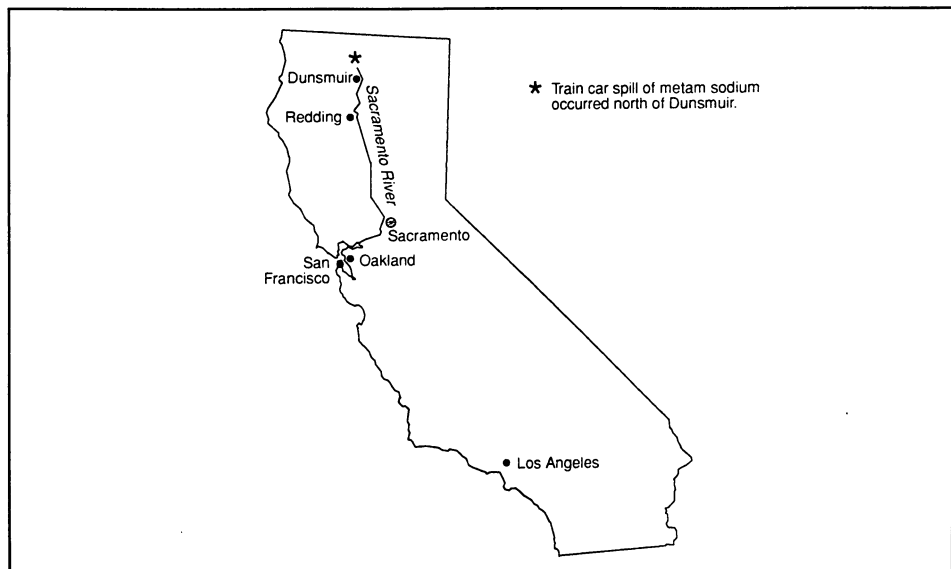 * Train car spill of metam sodium
occurred north of Dunsmuir.
Dunsmuir
Redding
Sacramento River
Sacramento
Oakland
San
Francisco
Los Angeles